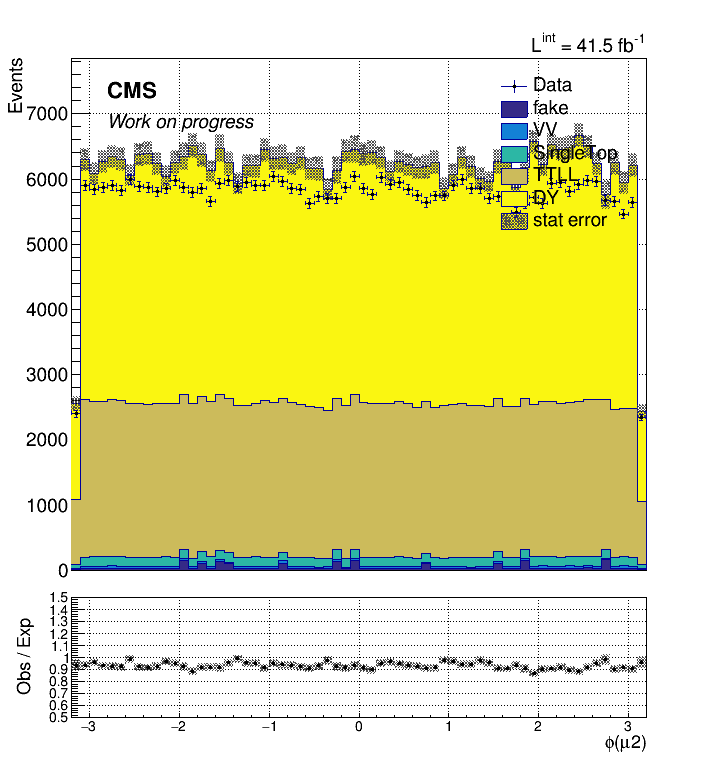 L^int = 41.5 fb^-1
Events
CMS
Work on progress
Data
fake
VV
SingleTop
TTLL
DY
stat error
7000
6000
5000
4000
3000
2000
1000
0
Obs / Exp
1.5
1.4
1.3
1.2
1.1
1
0.9
0.8
0.7
0.6
0.5
−3 −2 −1 0 1 2 3
ϕ(μ2)